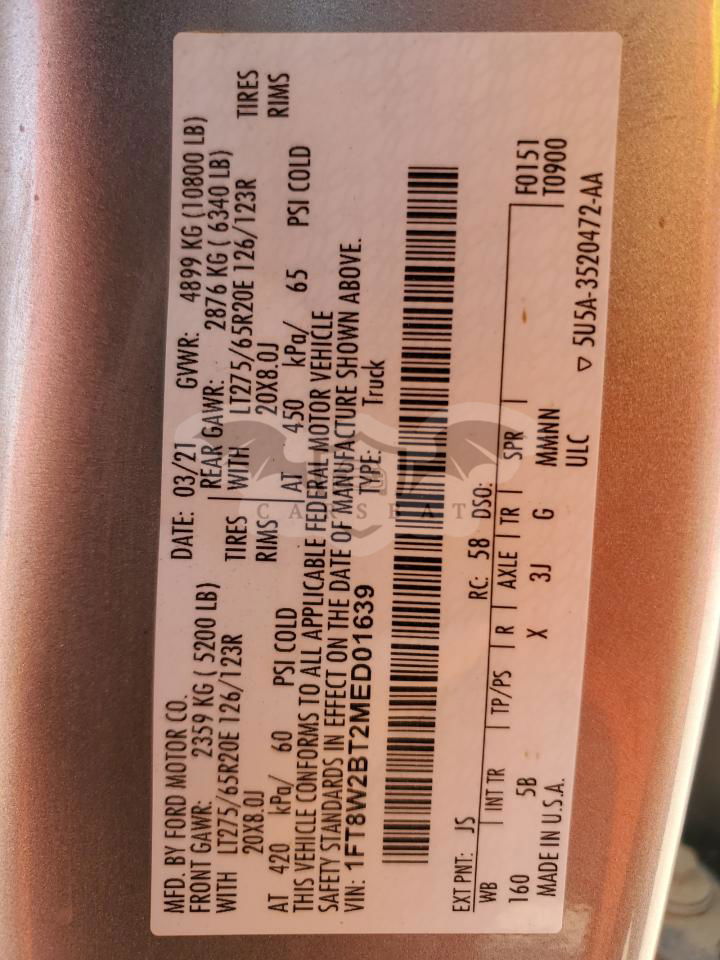 MFD. BY FORD MOTOR CO. DATE: 03/21 GVWR: 4899 KG (10800 LB)
FRONT GAWR: 2359 KG ( 5200 LB) REAR GAWR: 2876 KG ( 6340 LB)
WITH LT275/65R20E 126/123R TIRES WITH LT275/65R20E 126/123R TIRES
20X8.0J RIMS 20X8.0J RIMS
AT 420 kPa/ 60 PSI COLD AT 450 kPa/ 65 PSI COLD
THIS VEHICLE CONFORMS TO ALL APPLICABLE FEDERAL MOTOR VEHICLE
SAFETY STANDARDS IN EFFECT ON THE DATE OF MANUFACTURE SHOWN ABOVE.
VIN: 1FT8W2BT2MED01639 TYPE: Truck
CARSBAT
EXT PNT: JS RC: 58 DSO:
WB INT TR TP/PS R AXLE TR SPR F0151
160 5B X 3J G MMNN T0900
MADE IN U.S.A. ULC
▽ 5U5A-3520472-AA